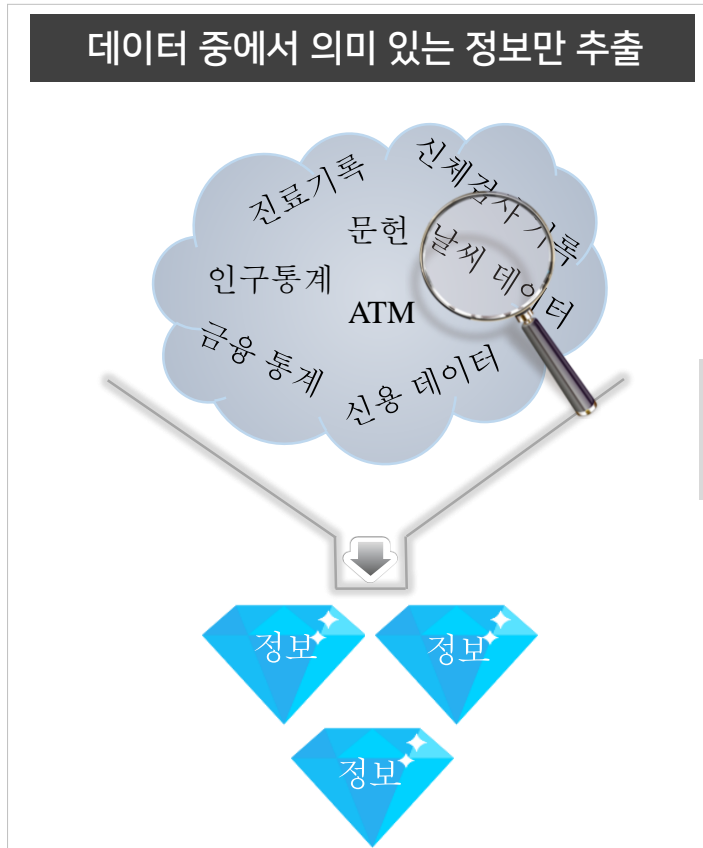 데이터 중에서 의미 있는 정보만 추출
진료기록
신체검사 기록
문헌
날씨 데이터
인구통계
ATM
금융 통계
신용 데이터
정보
정보
정보